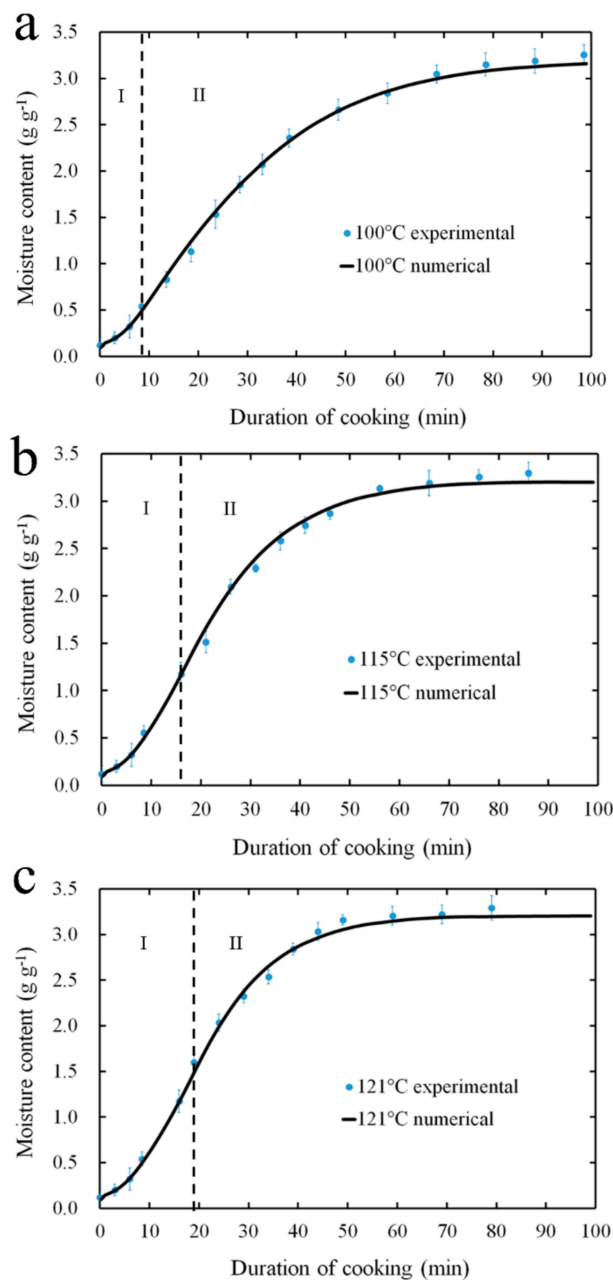 a
3.5
3.0
2.5
2.0
1.5
1.0
0.5
0.0
Moisture content (g g-1)
I
II
100°C experimental
100°C numerical
0 10 20 30 40 50 60 70 80 90 100
Duration of cooking (min)
b
3.5
3.0
2.5
2.0
1.5
1.0
0.5
0.0
Moisture content (g g-1)
I
II
115°C experimental
115°C numerical
0 10 20 30 40 50 60 70 80 90 100
Duration of cooking (min)
c
3.5
3.0
2.5
2.0
1.5
1.0
0.5
0.0
Moisture content (g g-1)
I
II
121°C experimental
121°C numerical
0 10 20 30 40 50 60 70 80 90 100
Duration of cooking (min)